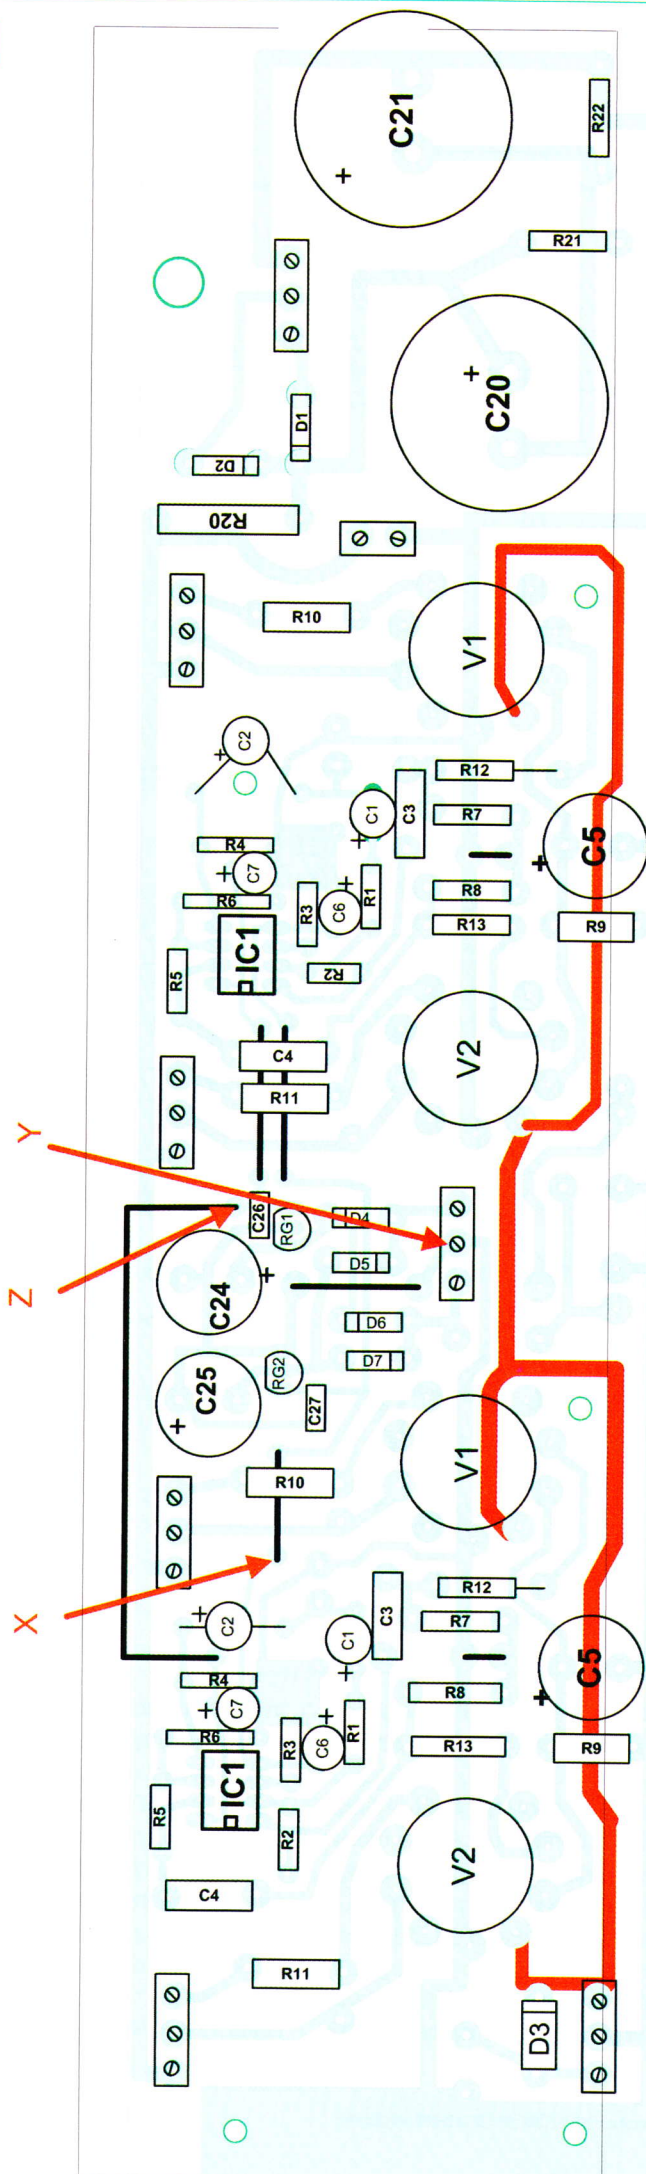 C21
+
R22
R21
+
C20
D1
D2
R20
R10
V1
+
C2
R12
R4
C1
C3
R7
+
C7
+
C5
+
R8
R6
R3
C6
R1
R13
R9
IC1
R5
R2
C4
V2
R11
Y
C26
RG1
D4
Z
D5
+
C24
D6
RG2
D7
C25
+
C27
V1
R10
X
R12
+
C2
C3
R7
C1
+
R4
C5
+
R8
+
C7
+
R6
R3
C6
R1
R13
R9
IC1
R5
R2
V2
C4
R11
D3